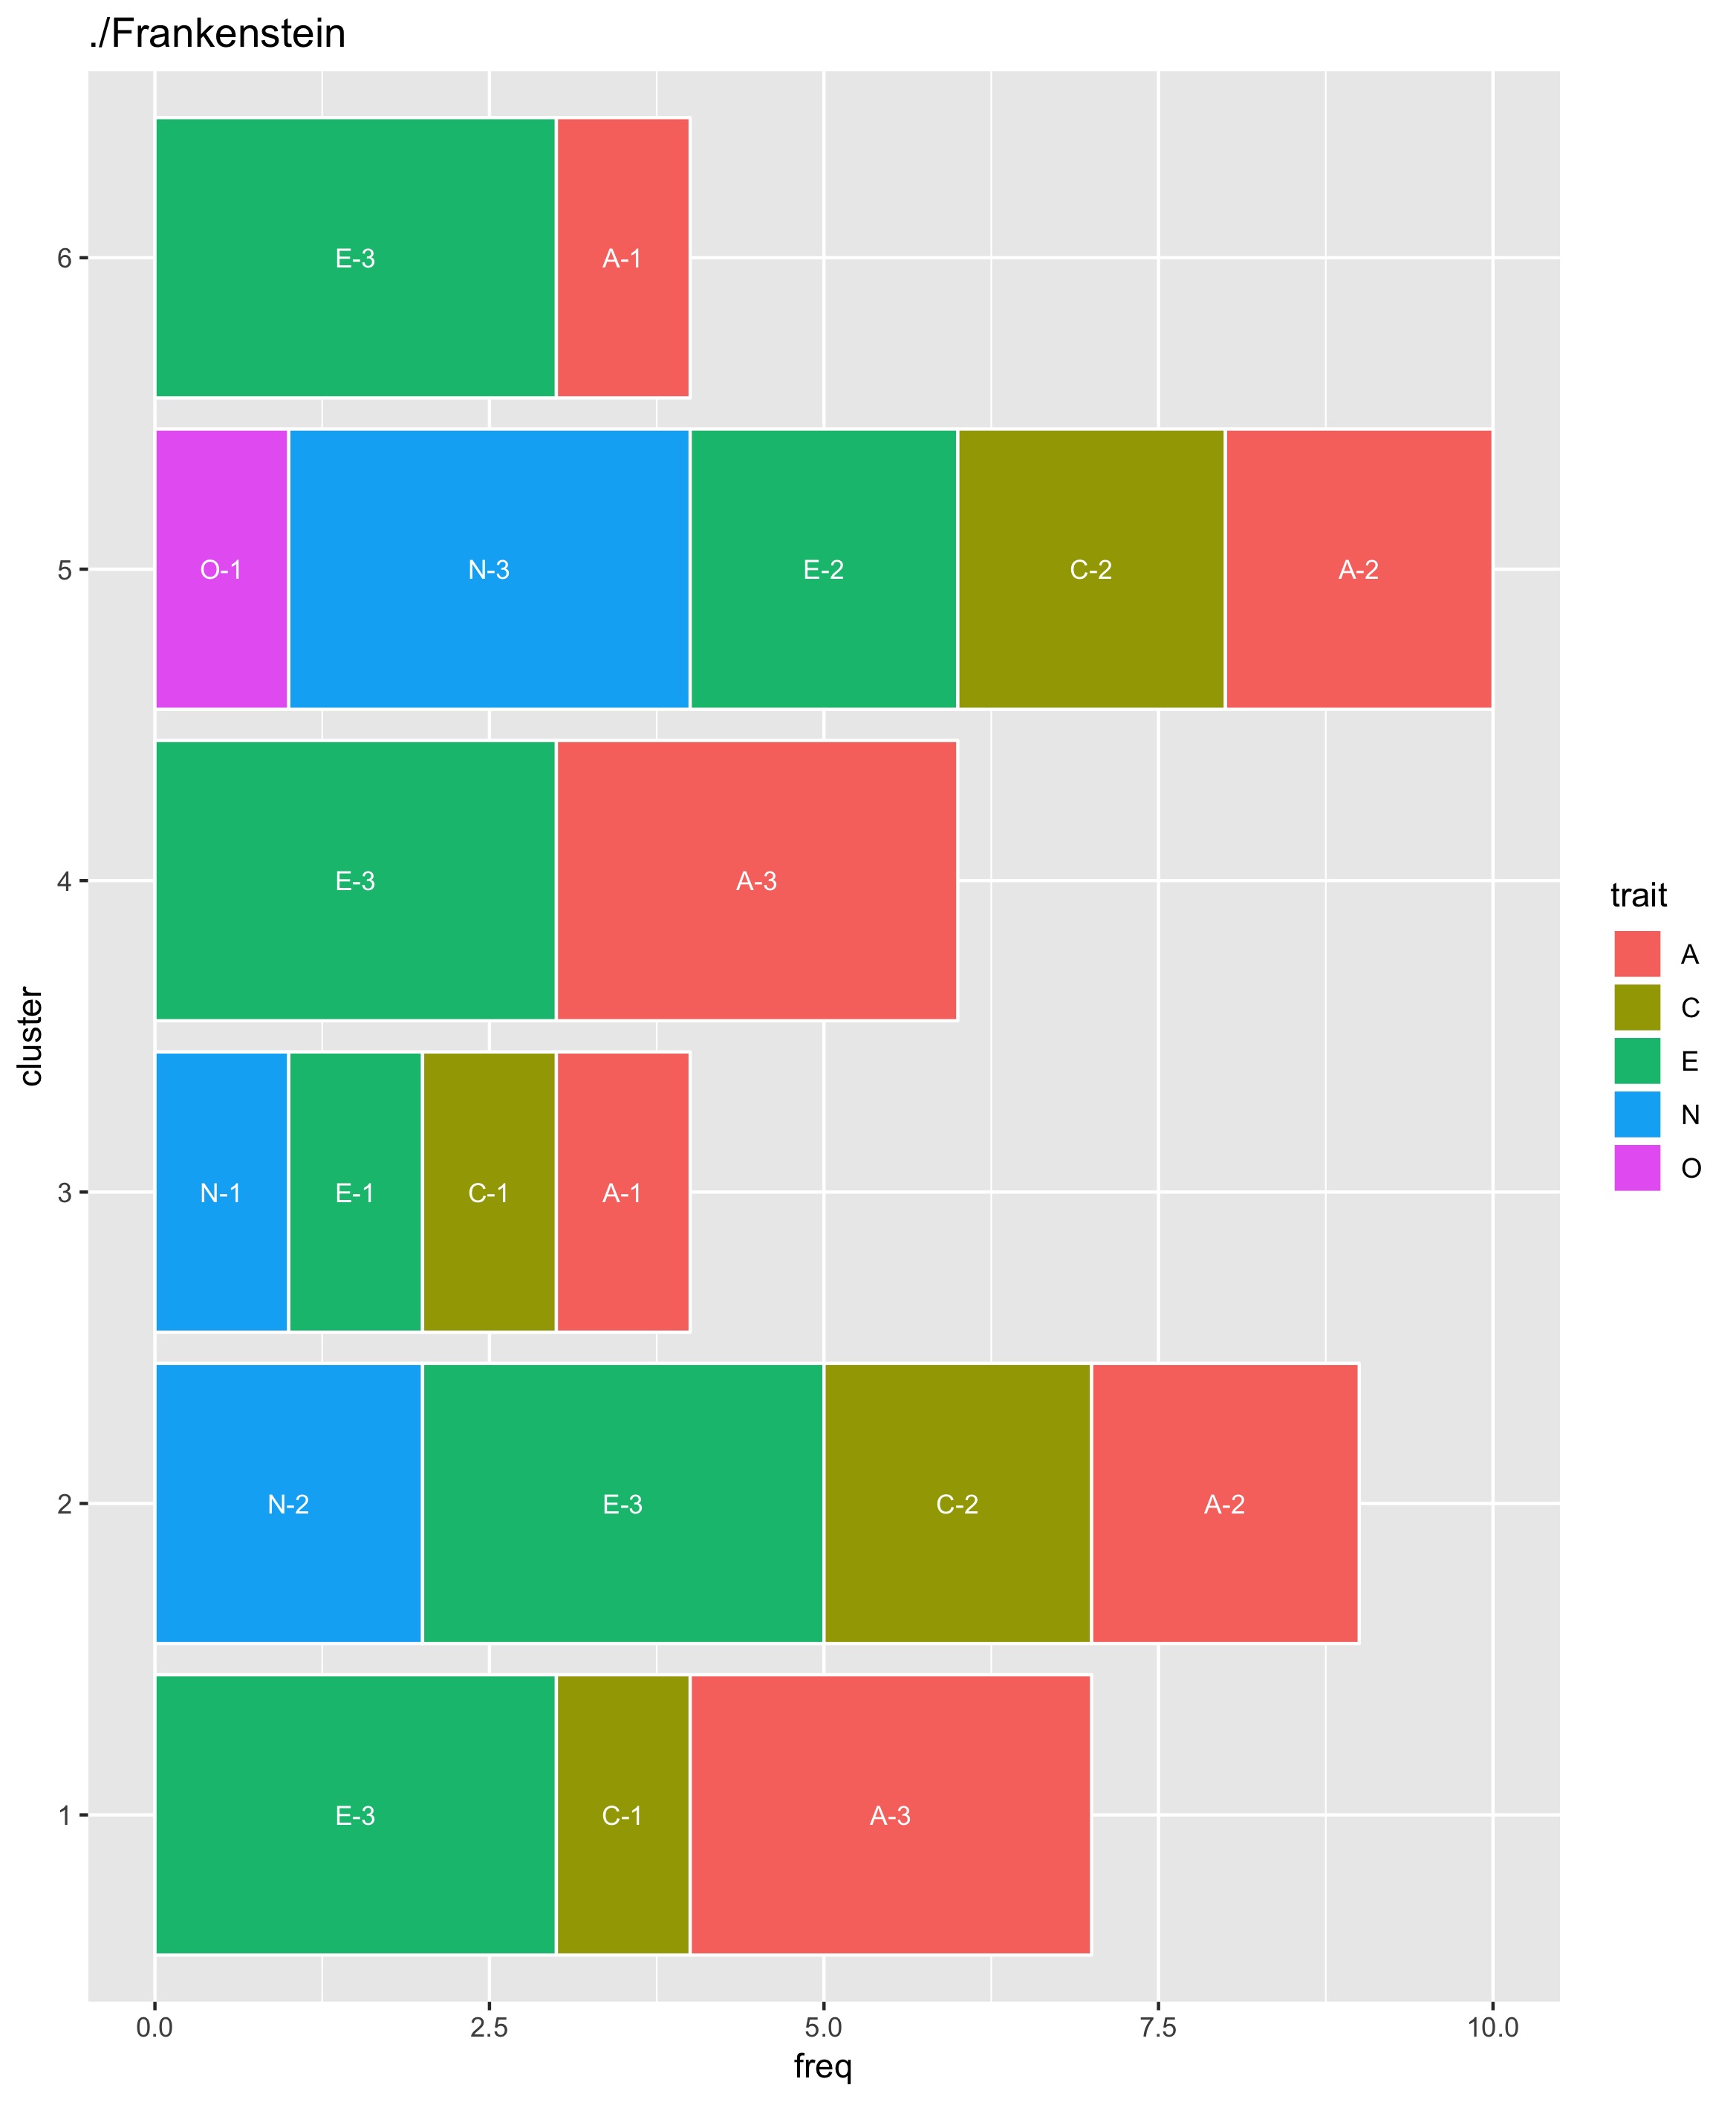 ./Frankenstein
6
E-3
A-1
5
O-1
N-3
E-2
C-2
A-2
4
E-3
A-3
3
N-1
E-1
C-1
A-1
2
N-2
E-3
C-2
A-2
1
E-3
C-1
A-3
cluster
0.0
2.5
5.0
7.5
10.0
freq
trait
A
C
E
N
O